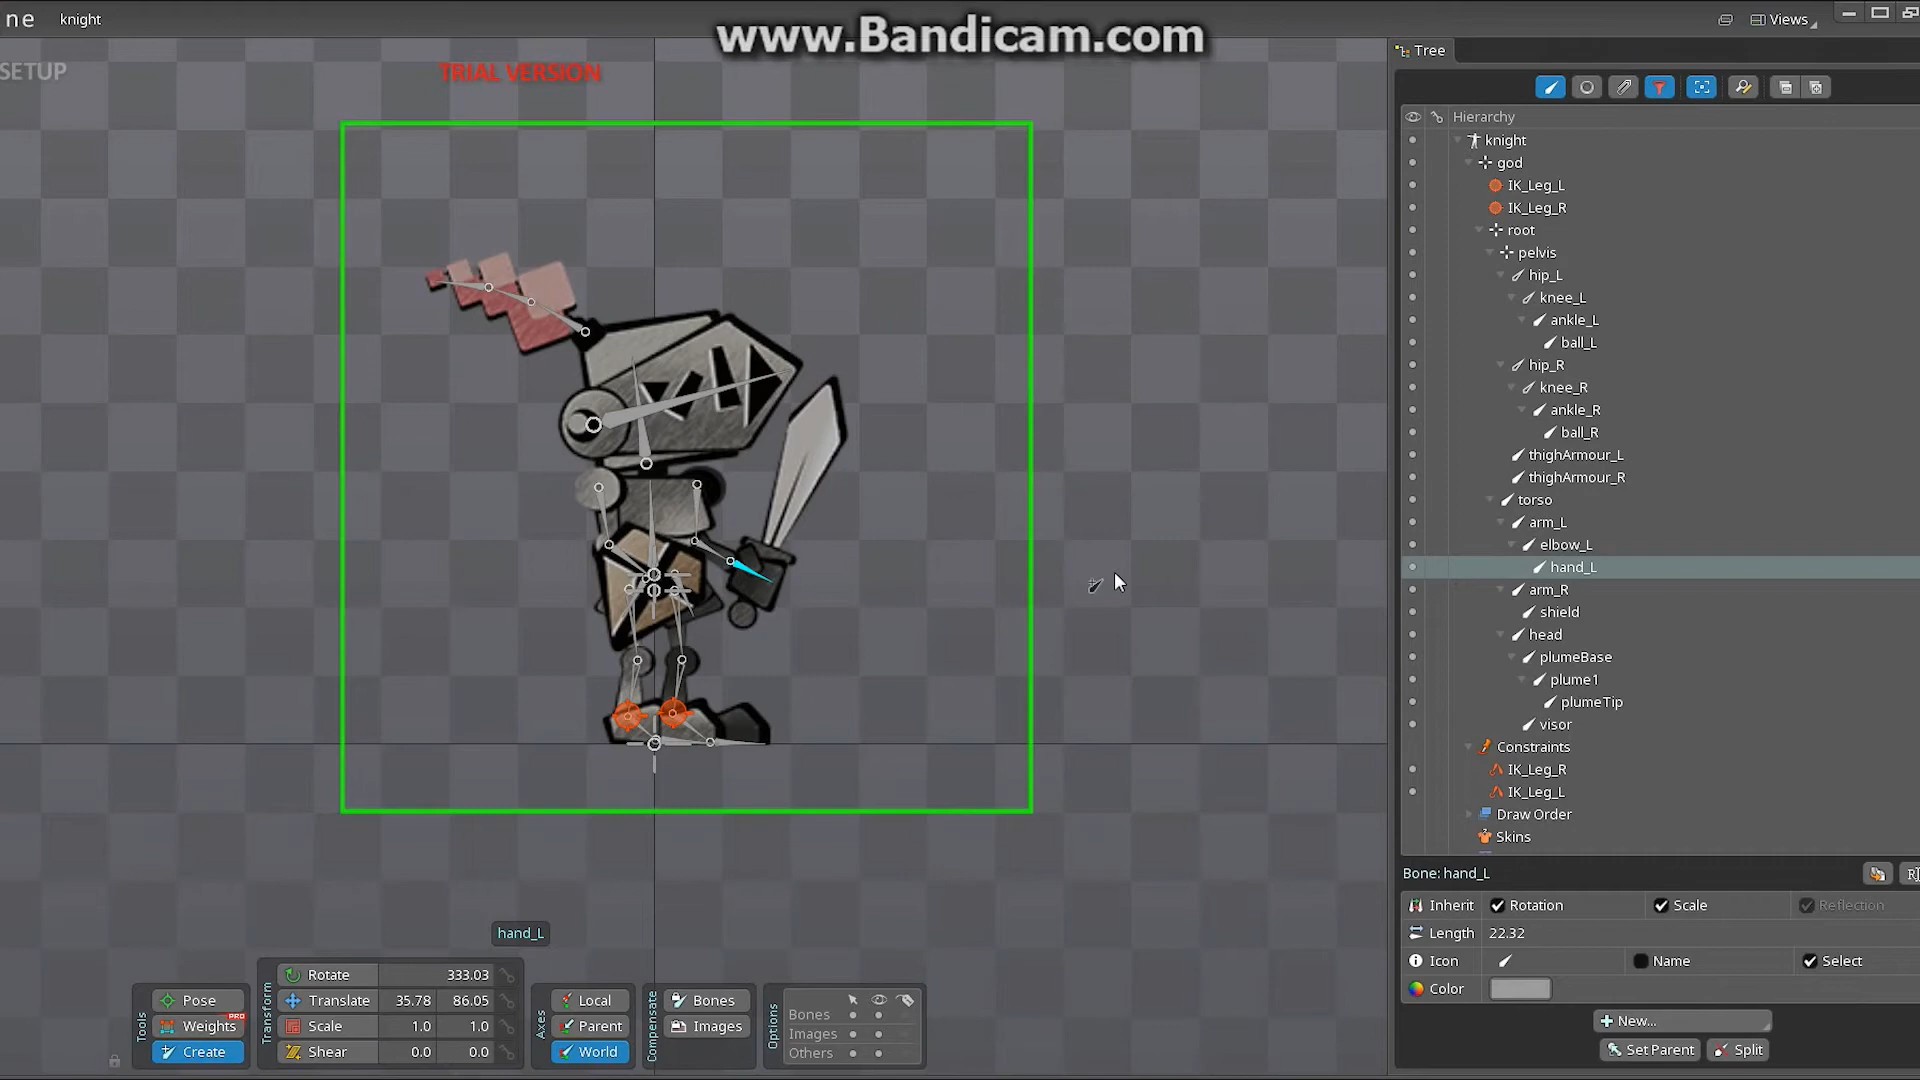 ne knight
www.Bandicam.com
Views
SETUP
TRIAL VERSION
Tree
Hierarchy
knight
god
IK_Leg_L
IK_Leg_R
root
pelvis
hip_L
knee_L
ankle_L
ball_L
hip_R
knee_R
ankle_R
ball_R
thighArmour_L
thighArmour_R
torso
arm_L
elbow_L
hand_L
arm_R
shield
head
plumeBase
plume1
plumeTip
visor
Constraints
IK_Leg_R
IK_Leg_L
Draw Order
Skins
Bone: hand_L
Inherit Rotation Scale Reflection
Length 22.32
Icon Name Select
Color
New...
Set Parent Split
hand_L
Tools
Pose
Weights PRO
Create
Transform
Rotate 333.03
Translate 35.78 86.05
Scale 1.0 1.0
Shear 0.0 0.0
Axes
Local
Parent
World
Compensate
Bones
Images
Options
Bones
Images
Others